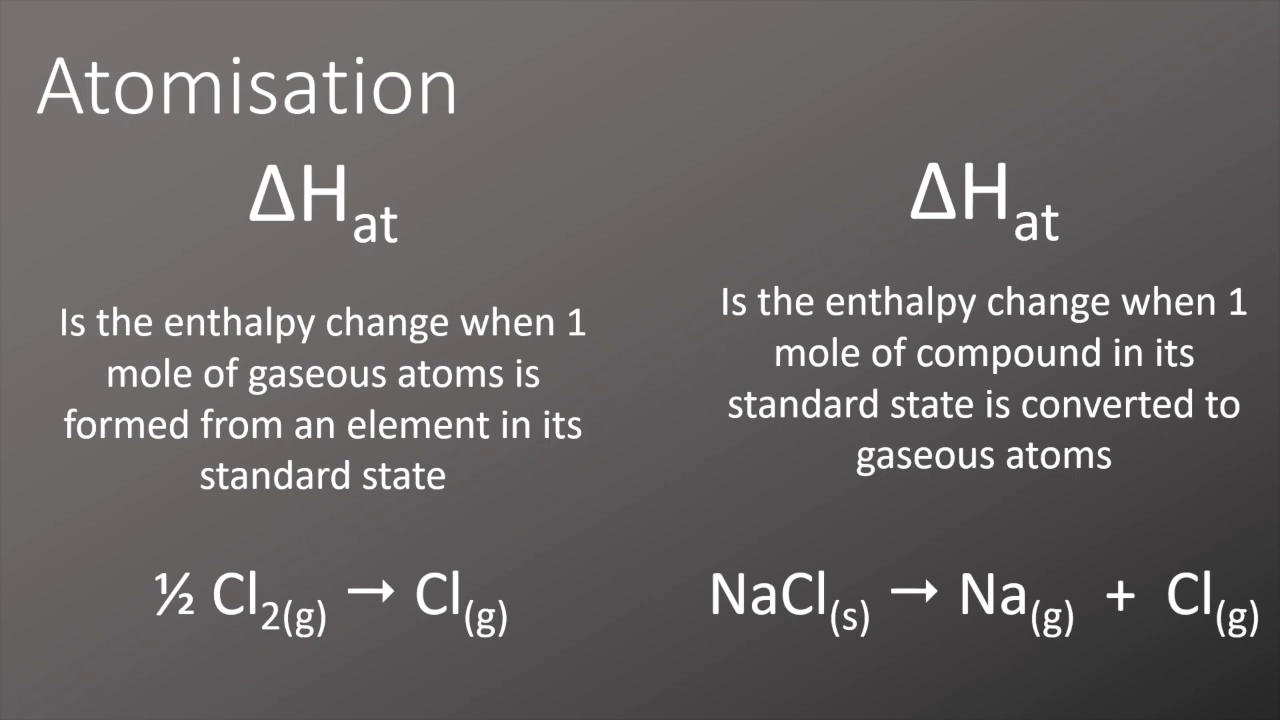 Atomisation
ΔHat
Is the enthalpy change when 1
mole of gaseous atoms is
formed from an element in its
standard state
½ Cl2(g) → Cl(g)
ΔHat
Is the enthalpy change when 1
mole of compound in its
standard state is converted to
gaseous atoms
NaCl(s) → Na(g) + Cl(g)